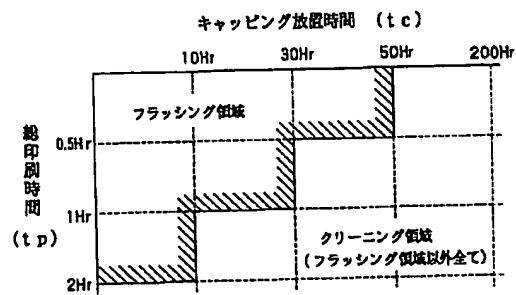 キャッピング放置時間 (tc)
10Hr 30Hr 50Hr 200Hr
フラッシング領域
総印刷時間
(tp)
0.5Hr
1Hr
2Hr
クリーニング領域
(フラッシング領域以外全て)